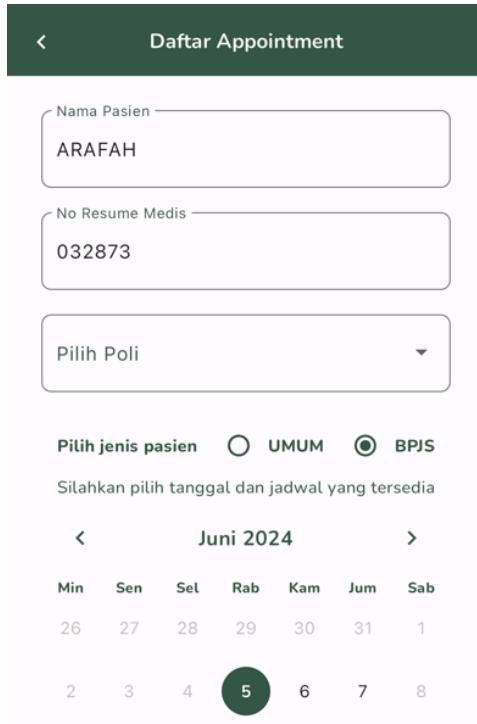 Daftar Appointment
Nama Pasien
ARAFAH
No Resume Medis
032873
Pilih Poli
Pilih jenis pasien UMUM BPJS
Silahkan pilih tanggal dan jadwal yang tersedia
Juni 2024
Min Sen Sel Rab Kam Jum Sab
26 27 28 29 30 31 1
2 3 4 5 6 7 8